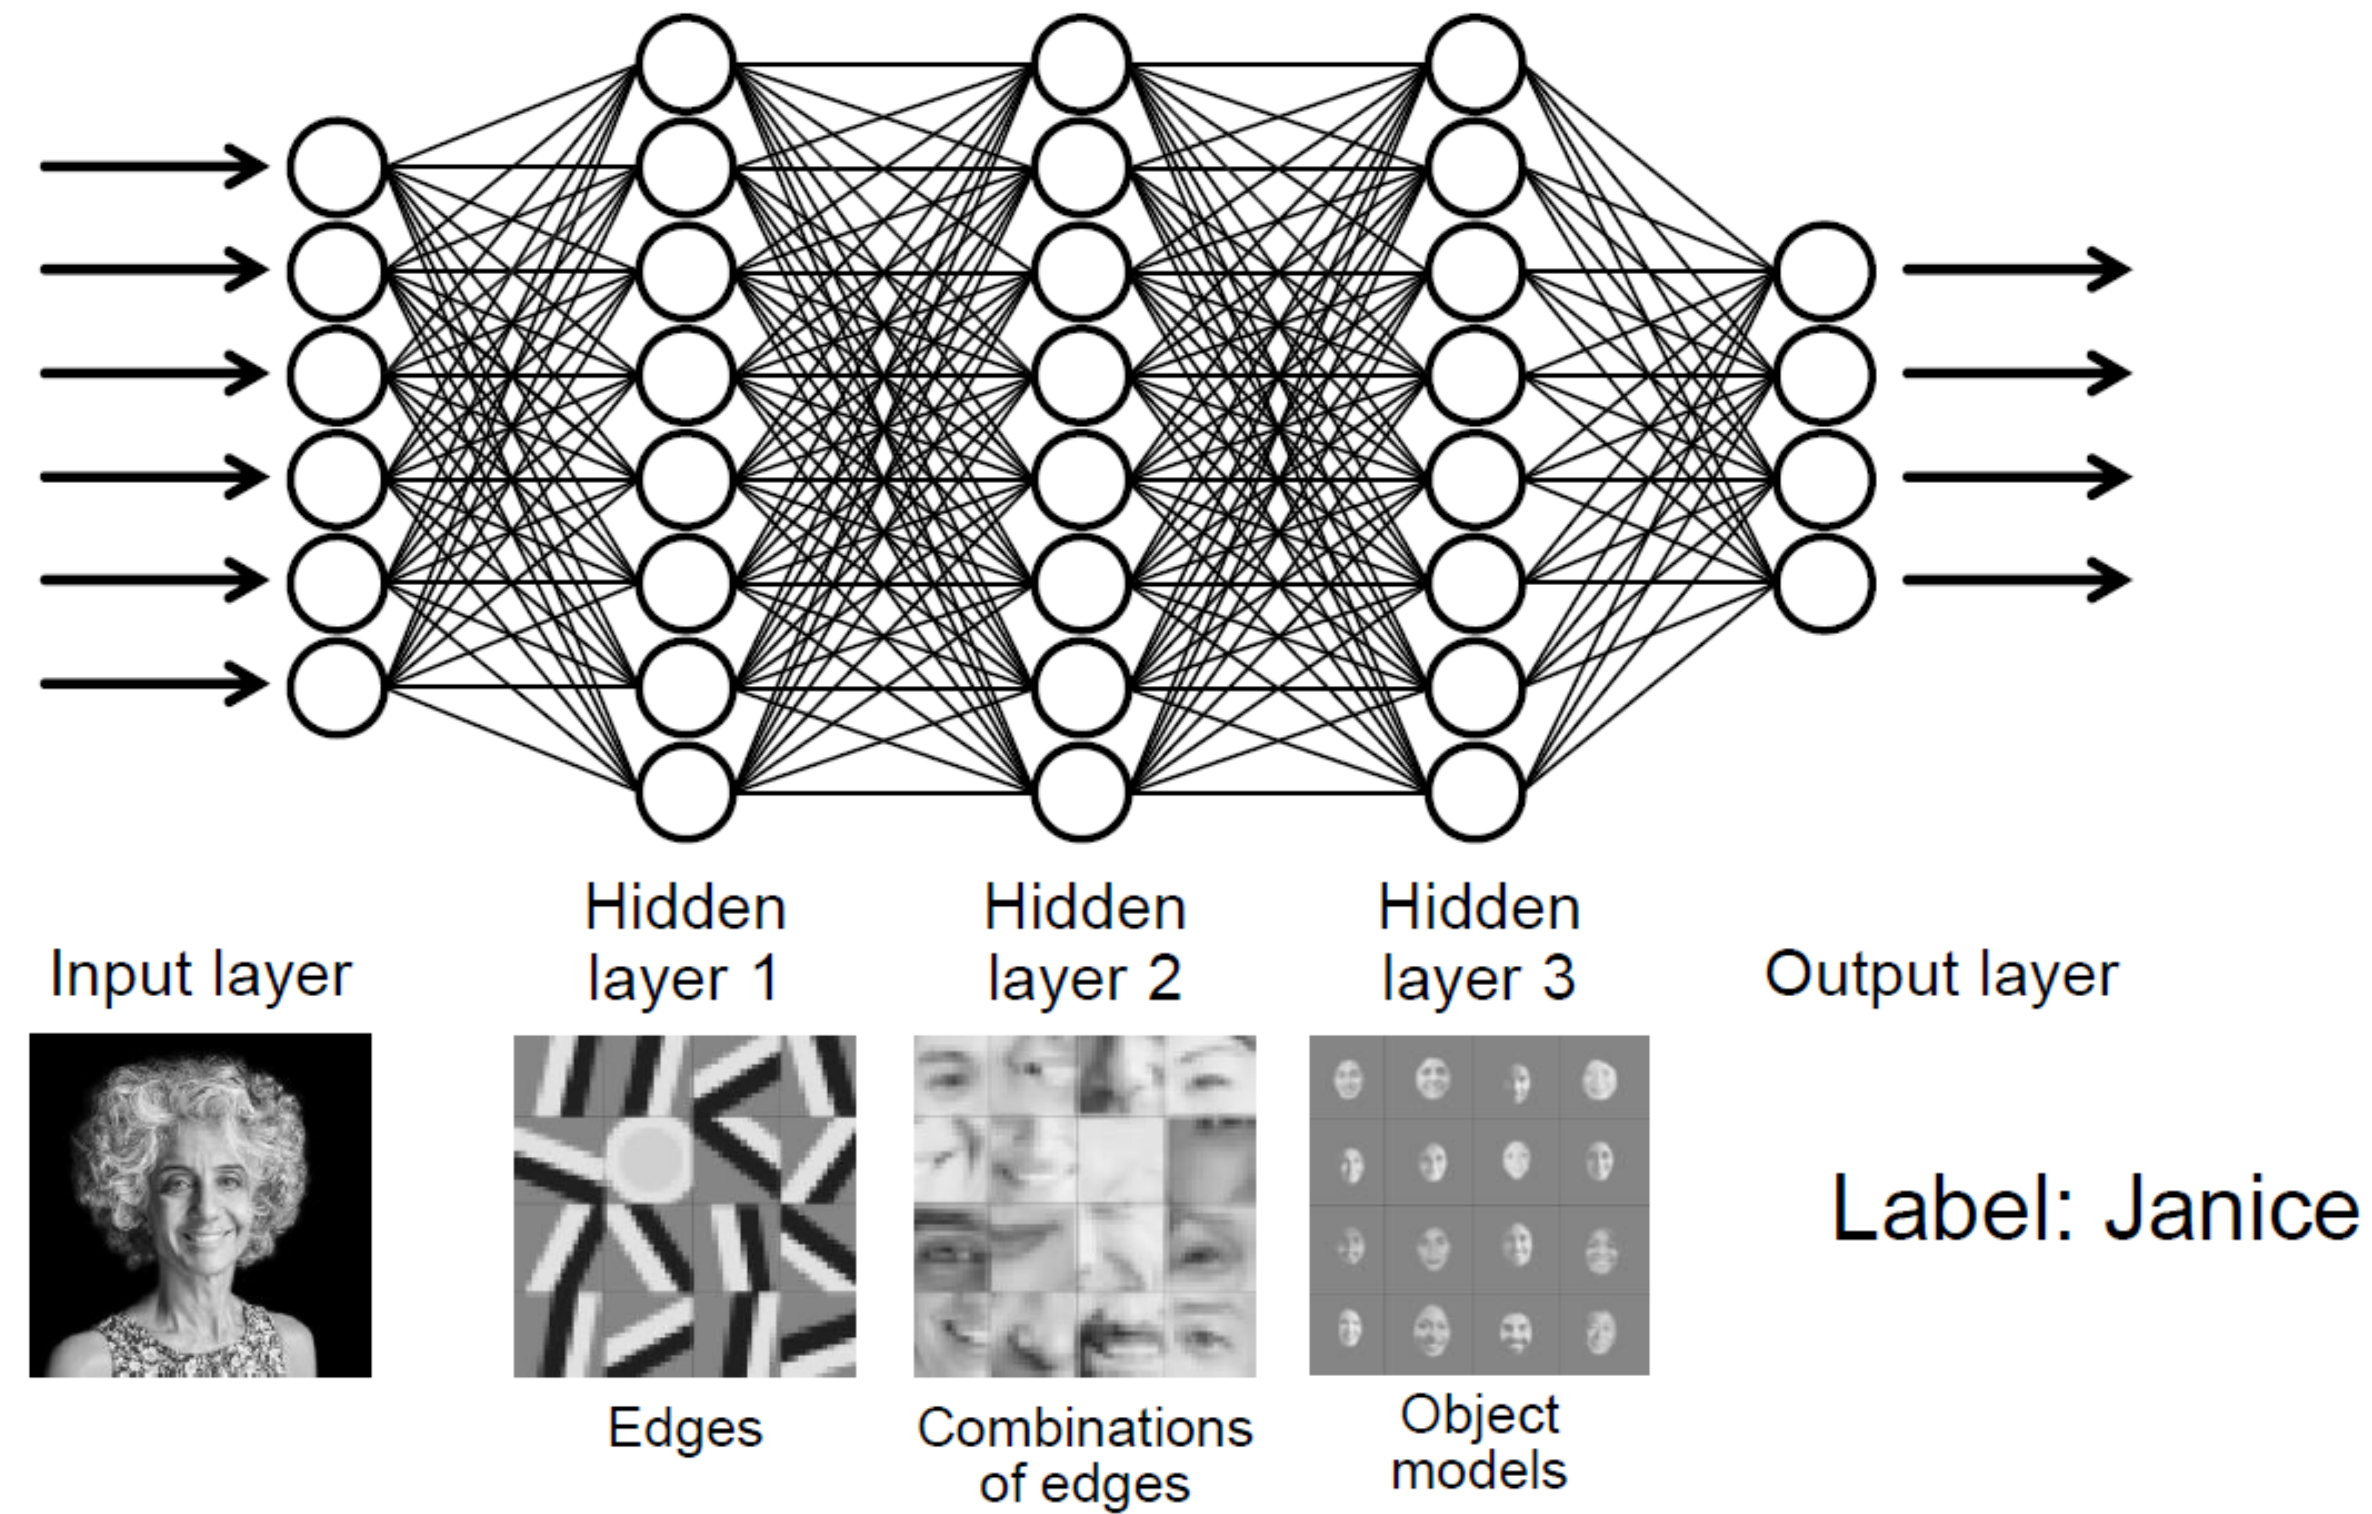 Input layer
Hidden
layer 1
Hidden
layer 2
Hidden
layer 3
Output layer
Edges
Combinations
of edges
Object
models
Label: Janice